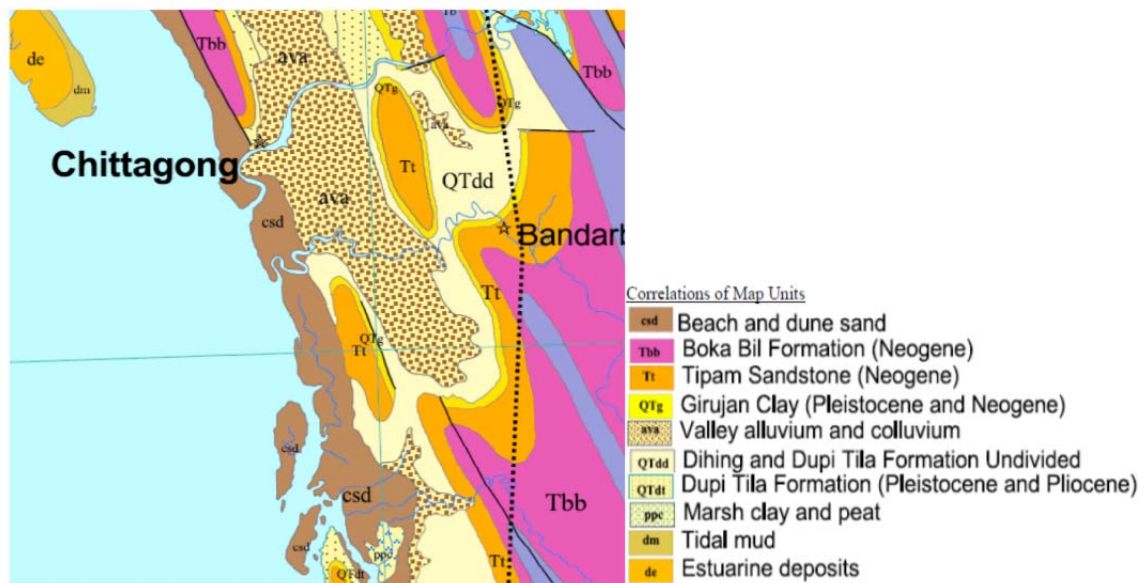 Tb
Tbb
ava
de
Tbb
dm
QTg
QTg
ava
Chittagong
Tt
QTdd
ava
csd
Bandarb
Tt
QTg
Tt
csd
csd
Tbb
csd
ppc
Tt
QTdt
Correlations of Map Units
csd Beach and dune sand
Tbb Boka Bil Formation (Neogene)
Tt Tipam Sandstone (Neogene)
QTg Girujan Clay (Pleistocene and Neogene)
ava Valley alluvium and colluvium
QTdd Dihing and Dupi Tila Formation Undivided
QTdt Dupi Tila Formation (Pleistocene and Pliocene)
ppc Marsh clay and peat
dm Tidal mud
de Estuarine deposits